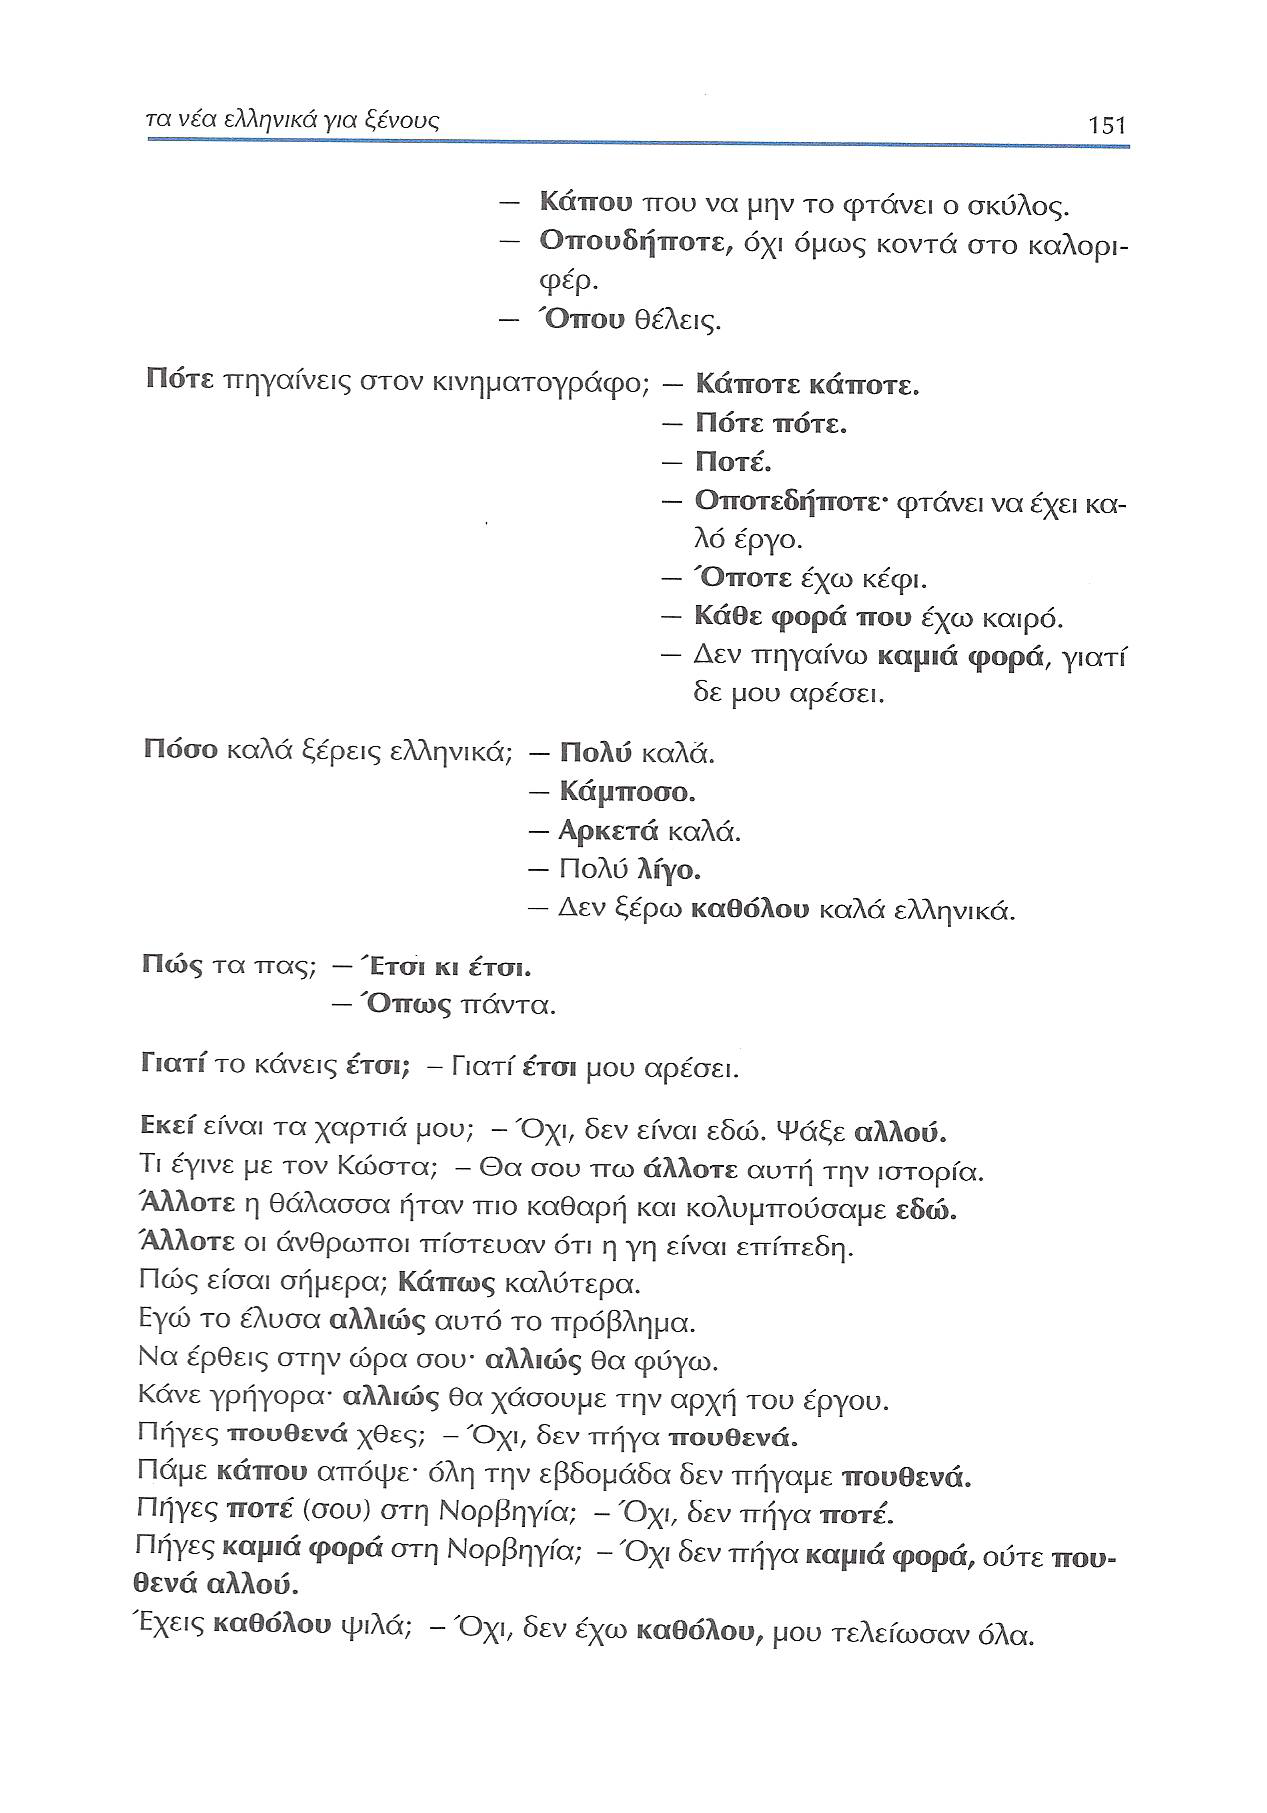 τα νέα ελληνικά για ξένους 151
– Κάπου που να μην το φτάνει ο σκύλος.
– Οπουδήποτε, όχι όμως κοντά στο καλορι-
φέρ.
– Όπου θέλεις.
Πότε πηγαίνεις στον κινηματογράφο; – Κάποτε κάποτε.
– Πότε πότε.
– Ποτέ.
– Οποτεδήποτε· φτάνει να έχει κα-
λό έργο.
– Όποτε έχω κέφι.
– Κάθε φορά που έχω καιρό.
– Δεν πηγαίνω καμιά φορά, γιατί
δε μου αρέσει.
Πόσο καλά ξέρεις ελληνικά; – Πολύ καλά.
– Κάμποσο.
– Αρκετά καλά.
– Πολύ λίγο.
– Δεν ξέρω καθόλου καλά ελληνικά.
Πώς τα πας; – Έτσι κι έτσι.
– Όπως πάντα.
Γιατί το κάνεις έτσι; – Γιατί έτσι μου αρέσει.
Εκεί είναι τα χαρτιά μου; – Όχι, δεν είναι εδώ. Ψάξε αλλού.
Τι έγινε με τον Κώστα; – Θα σου πω άλλοτε αυτή την ιστορία.
Άλλοτε η θάλασσα ήταν πιο καθαρή και κολυμπούσαμε εδώ.
Άλλοτε οι άνθρωποι πίστευαν ότι η γη είναι επίπεδη.
Πώς είσαι σήμερα; Κάπως καλύτερα.
Εγώ το έλυσα αλλιώς αυτό το πρόβλημα.
Να έρθεις στην ώρα σου· αλλιώς θα φύγω.
Κάνε γρήγορα· αλλιώς θα χάσουμε την αρχή του έργου.
Πήγες πουθενά χθες; – Όχι, δεν πήγα πουθενά.
Πάμε κάπου απόψε· όλη την εβδομάδα δεν πήγαμε πουθενά.
Πήγες ποτέ (σου) στη Νορβηγία; – Όχι, δεν πήγα ποτέ.
Πήγες καμιά φορά στη Νορβηγία; – Όχι δεν πήγα καμιά φορά, ούτε που-
θενά αλλού.
Έχεις καθόλου ψιλά; – Όχι, δεν έχω καθόλου, μου τελείωσαν όλα.